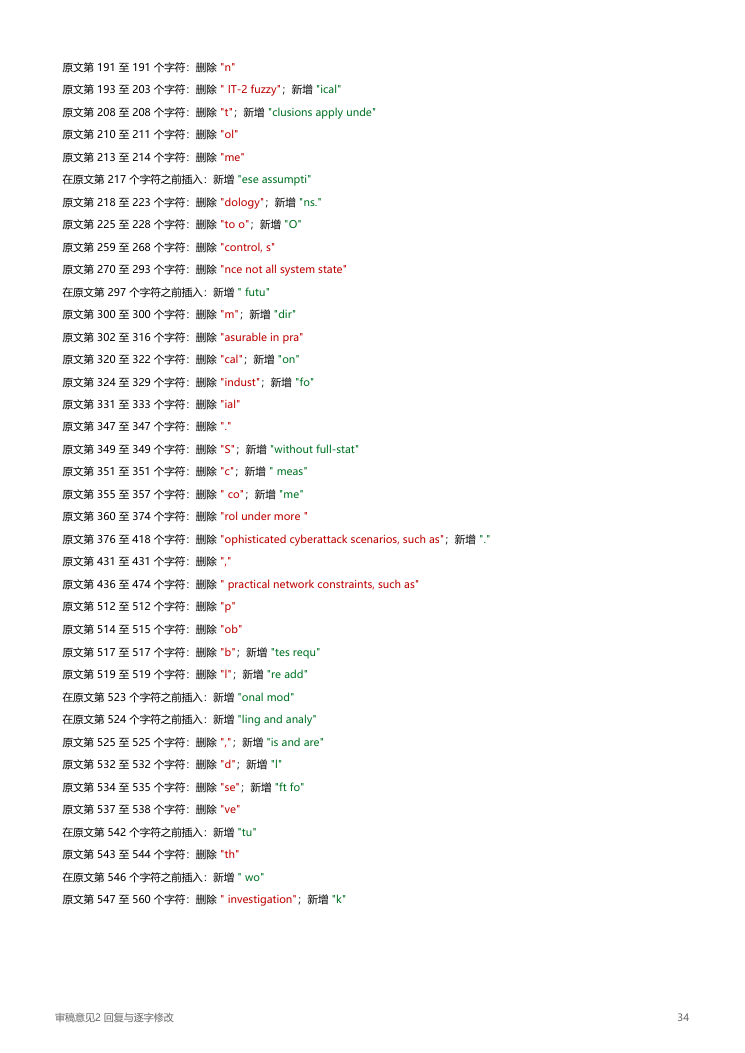 原文第 191 至 191 个字符：删除 "n"
原文第 193 至 203 个字符：删除 " IT-2 fuzzy"；新增 "ical"
原文第 208 至 208 个字符：删除 "t"；新增 "clusions apply unde"
原文第 210 至 211 个字符：删除 "ol"
原文第 213 至 214 个字符：删除 "me"
在原文第 217 个字符之前插入：新增 "ese assumpti"
原文第 218 至 223 个字符：删除 "dology"；新增 "ns."
原文第 225 至 228 个字符：删除 "to o"；新增 "O"
原文第 259 至 268 个字符：删除 "control, s"
原文第 270 至 293 个字符：删除 "nce not all system state"
在原文第 297 个字符之前插入：新增 " futu"
原文第 300 至 300 个字符：删除 "m"；新增 "dir"
原文第 302 至 316 个字符：删除 "asurable in pra"
原文第 320 至 322 个字符：删除 "cal"；新增 "on"
原文第 324 至 329 个字符：删除 "indust"；新增 "fo"
原文第 331 至 333 个字符：删除 "ial"
原文第 347 至 347 个字符：删除 "."
原文第 349 至 349 个字符：删除 "S"；新增 "without full-stat"
原文第 351 至 351 个字符：删除 "c"；新增 " meas"
原文第 355 至 357 个字符：删除 " co"；新增 "me"
原文第 360 至 374 个字符：删除 "rol under more "
原文第 376 至 418 个字符：删除 "ophisticated cyberattack scenarios, such as"；新增 "."
原文第 431 至 431 个字符：删除 ","
原文第 436 至 474 个字符：删除 " practical network constraints, such as"
原文第 512 至 512 个字符：删除 "p"
原文第 514 至 515 个字符：删除 "ob"
原文第 517 至 517 个字符：删除 "b"；新增 "tes requ"
原文第 519 至 519 个字符：删除 "l"；新增 "re add"
在原文第 523 个字符之前插入：新增 "onal mod"
在原文第 524 个字符之前插入：新增 "ling and analy"
原文第 525 至 525 个字符：删除 ","；新增 "is and are"
原文第 532 至 532 个字符：删除 "d"；新增 "l"
原文第 534 至 535 个字符：删除 "se"；新增 "ft fo"
原文第 537 至 538 个字符：删除 "ve"
在原文第 542 个字符之前插入：新增 "tu"
原文第 543 至 544 个字符：删除 "th"
在原文第 546 个字符之前插入：新增 " wo"
原文第 547 至 560 个字符：删除 " investigation"；新增 "k"
审稿意见2 回复与逐字修改 34